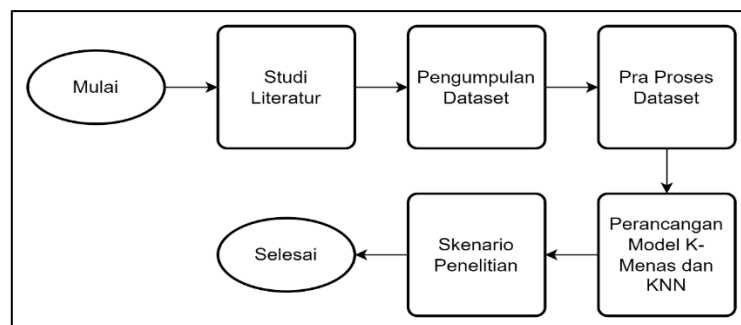 Mulai
Studi
Literatur
Pengumpulan
Dataset
Pra Proses
Dataset
Perancangan
Model K-
Menas dan
KNN
Skenario
Penelitian
Selesai